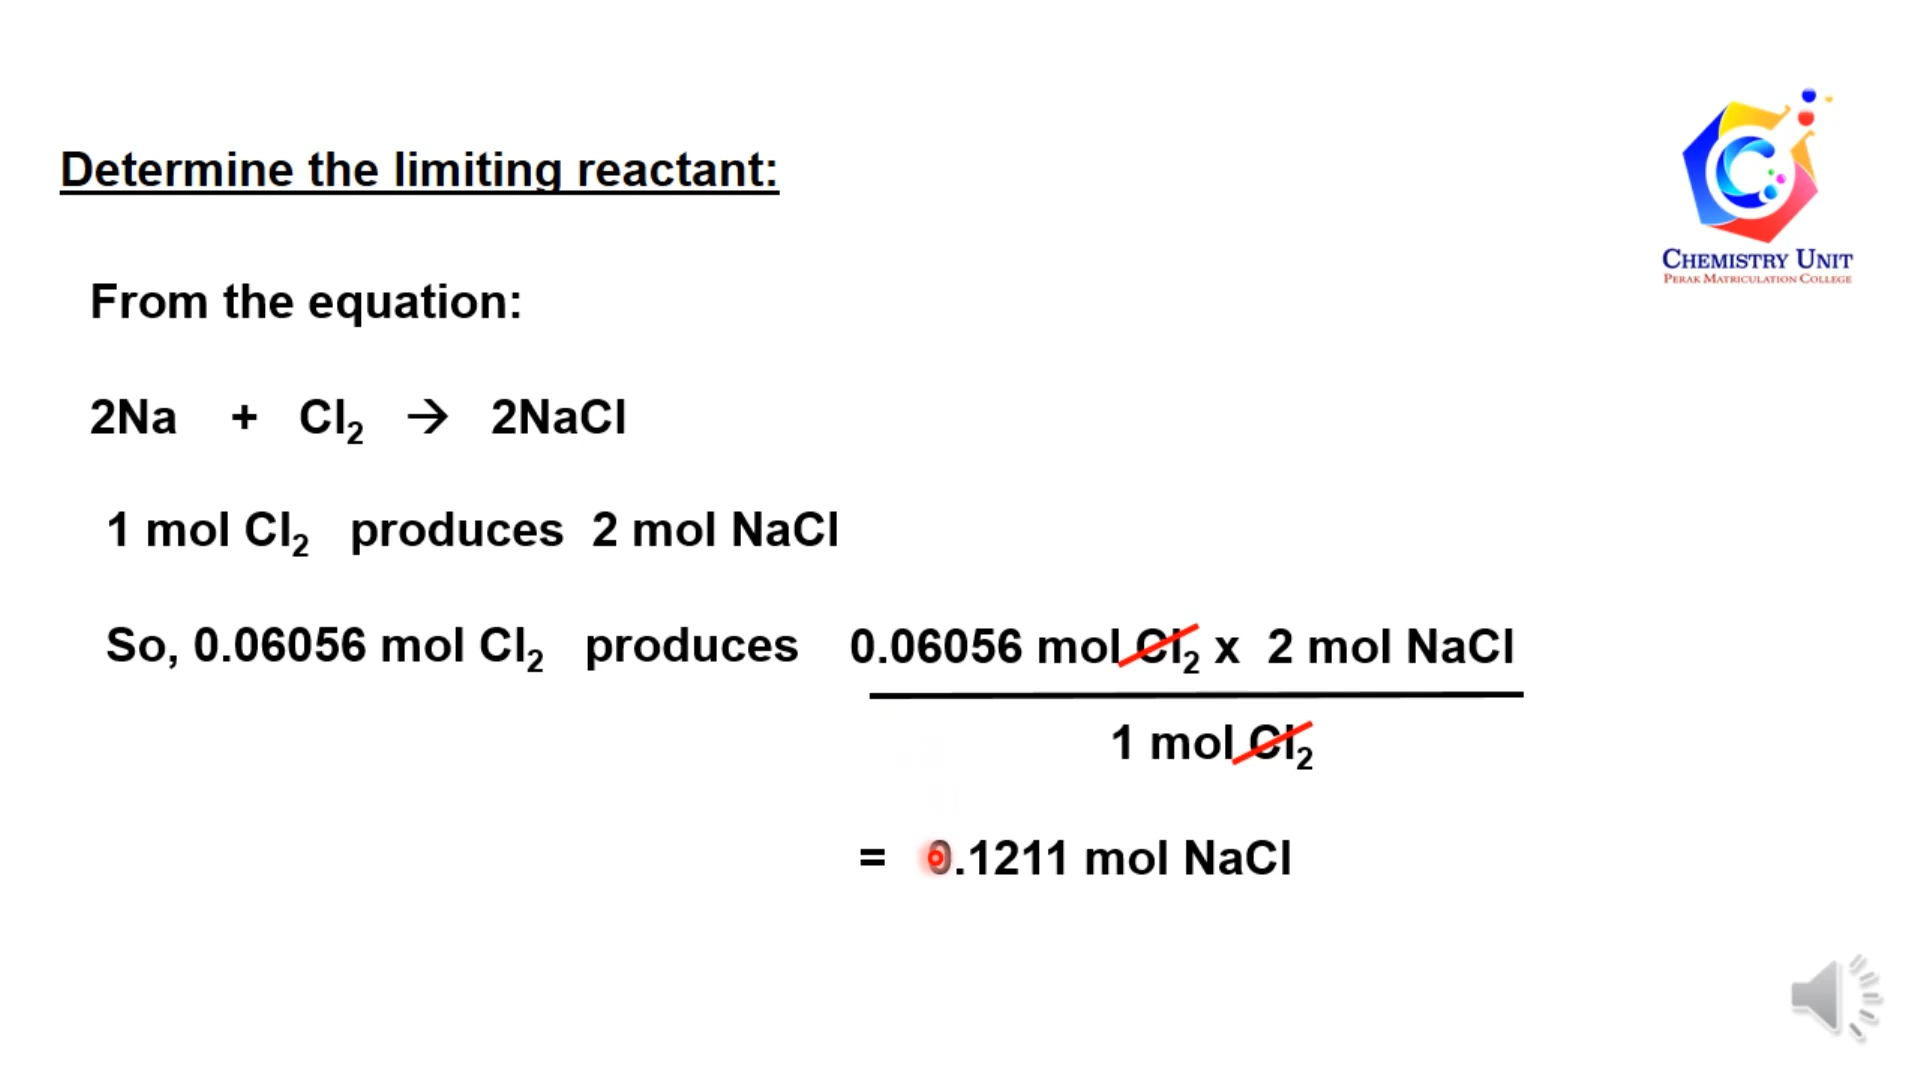 CHEMISTRY UNIT
PERAK MATRICULATION COLLEGE
Determine the limiting reactant:
From the equation:
2Na + Cl₂ → 2NaCl
1 mol Cl₂ produces 2 mol NaCl
So, 0.06056 mol Cl₂ produces 0.06056 mol Cl₂ x 2 mol NaCl
1 mol Cl₂
= 0.1211 mol NaCl